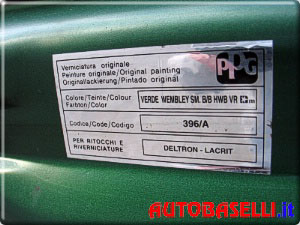 Verniciatura originale
Peinture originale/Original painting
Originallackierung/Pintado original
PPG
Colore/Teinte/Colour
Farbton/Color
VERDE WEMBLEY SM. B/B HWB VR
m
Codice/Code/Codigo
396/A
PER RITOCCHI E
RIVERNICIATURE
DELTRON - LACRIT
AUTOBASELLI.it